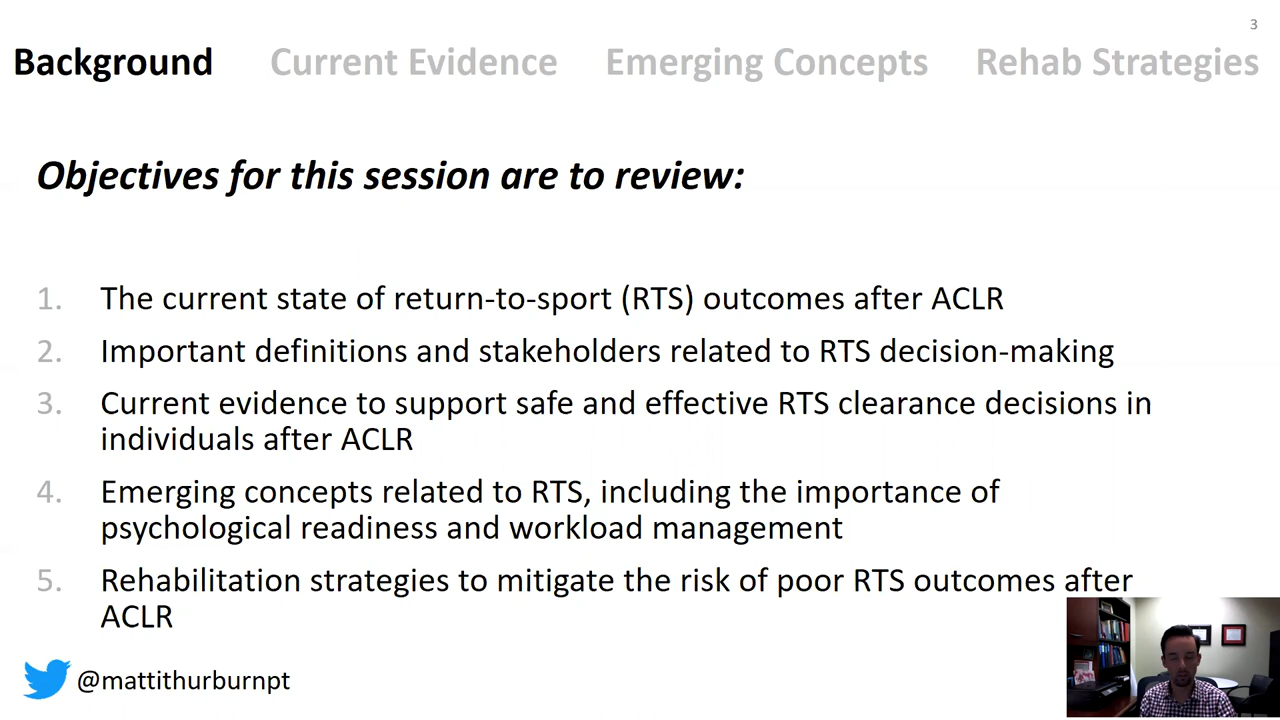 3
Background Current Evidence Emerging Concepts Rehab Strategies
Objectives for this session are to review:
1. The current state of return-to-sport (RTS) outcomes after ACLR
2. Important definitions and stakeholders related to RTS decision-making
3. Current evidence to support safe and effective RTS clearance decisions in
individuals after ACLR
4. Emerging concepts related to RTS, including the importance of
psychological readiness and workload management
5. Rehabilitation strategies to mitigate the risk of poor RTS outcomes after
ACLR
@mattithurburnpt